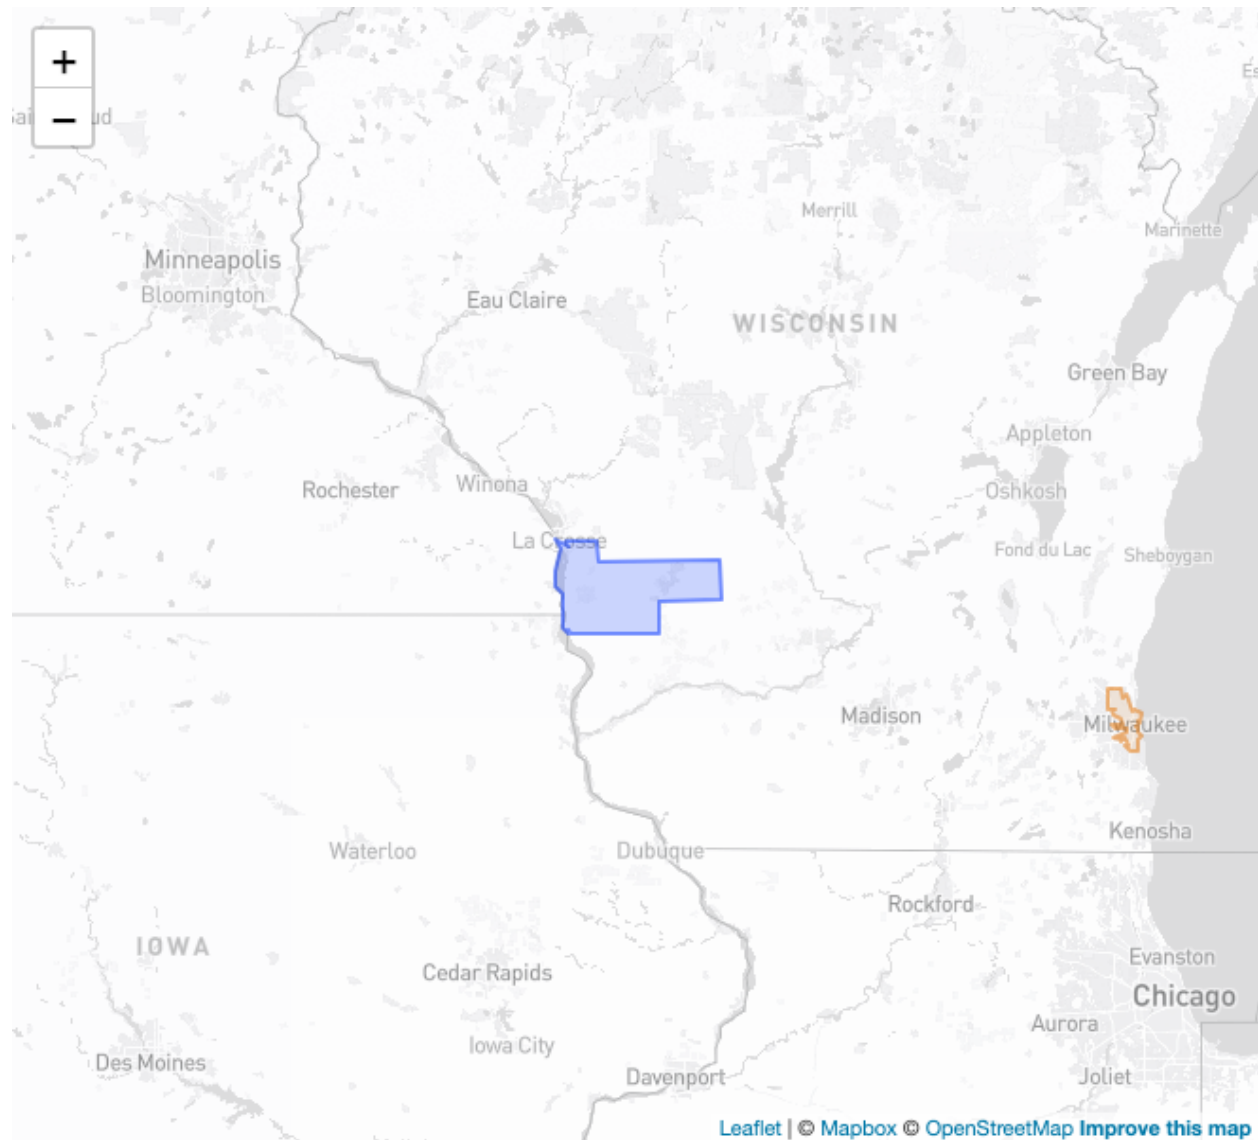 +
−
Es
Merrill
Marinette
Minneapolis
Bloomington
Eau Claire
WISCONSIN
Green Bay
Appleton
Winona
Rochester
Oshkosh
La Crosse
Fond du Lac
Sheboygan
Madison
Milwaukee
Kenosha
Waterloo
Dubuque
Rockford
IOWA
Evanston
Cedar Rapids
Chicago
Aurora
Iowa City
Des Moines
Davenport
Joliet
Leaflet | © Mapbox © OpenStreetMap Improve this map